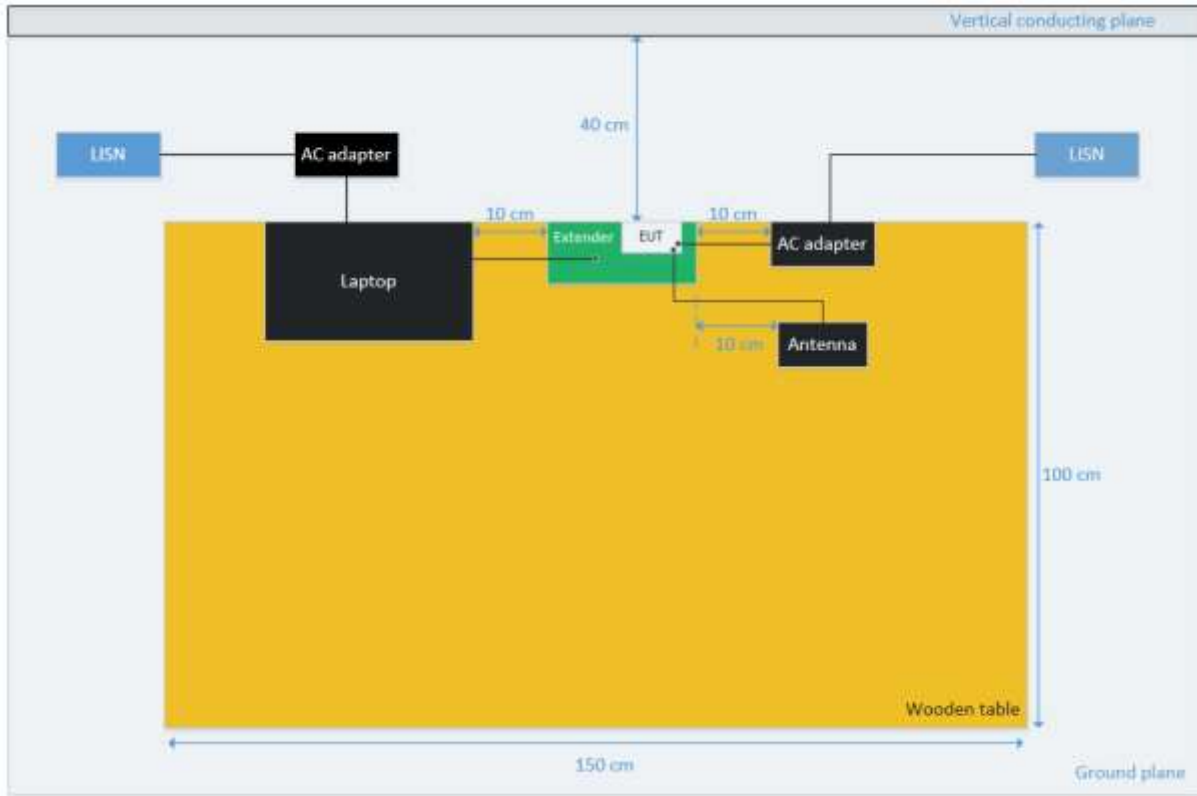 Vertical conducting plane
40 cm
LISN
AC adapter
LISN
10 cm
10 cm
Extender
EUT
AC adapter
Laptop
10 cm
Antenna
100 cm
Wooden table
150 cm
Ground plane